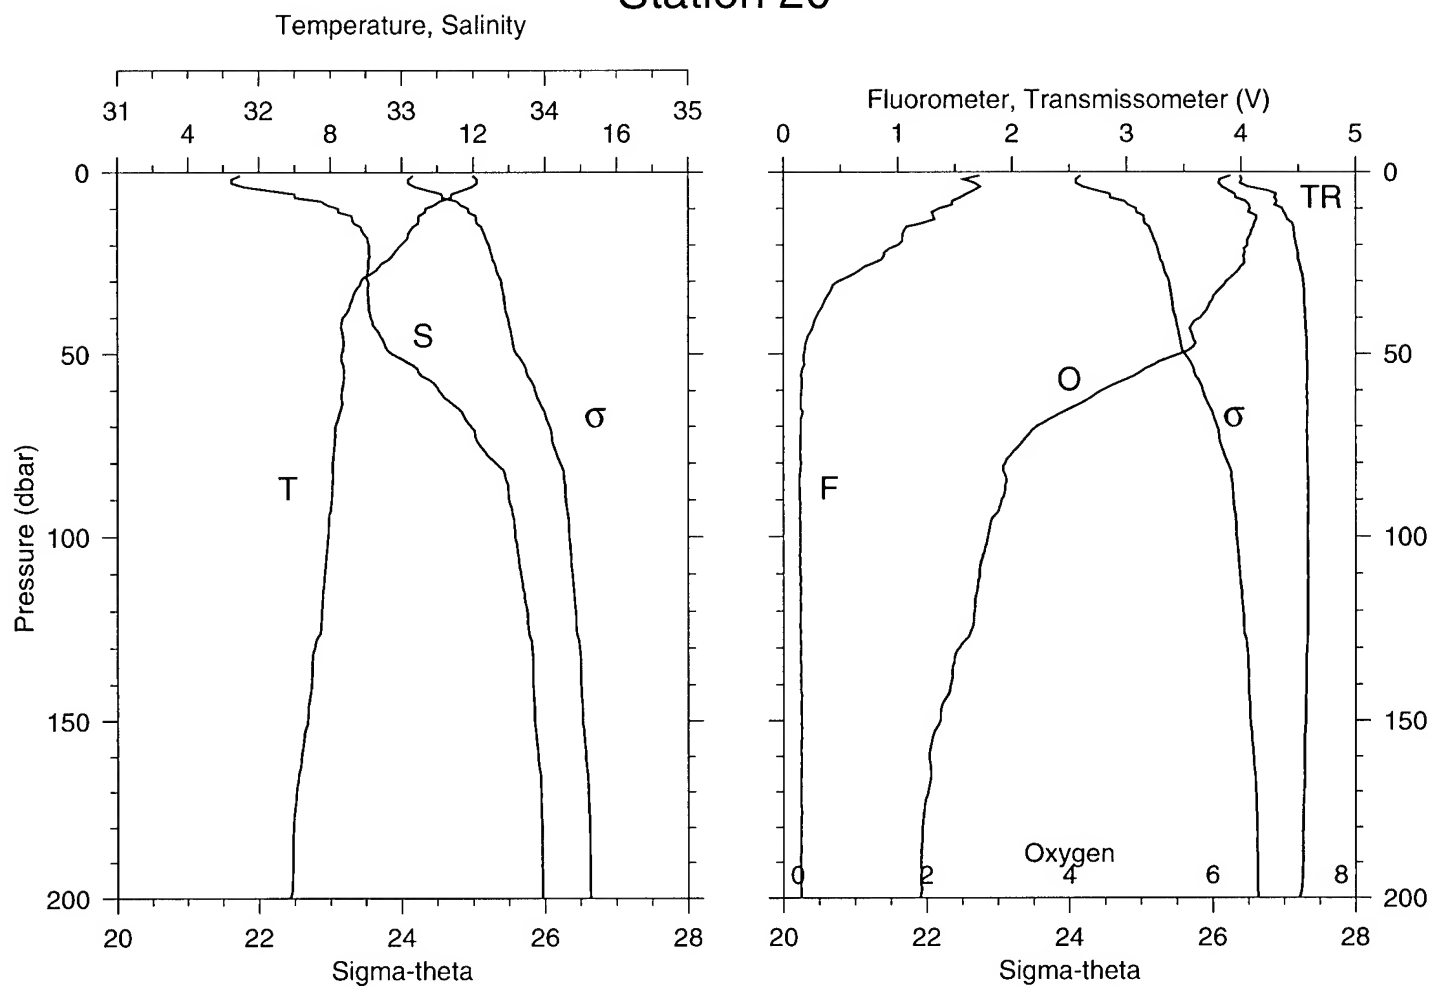 Temperature, Salinity
31 32 33 34 35
4 8 12 16
Fluorometer, Transmissometer (V)
0 1 2 3 4 5
0
50
100
150
200
Pressure (dbar)
S
σ
T
20 22 24 26 28
Sigma-theta
TR
O
σ
F
Oxygen
0 2 4 6 8
0
50
100
150
200
20 22 24 26 28
Sigma-theta